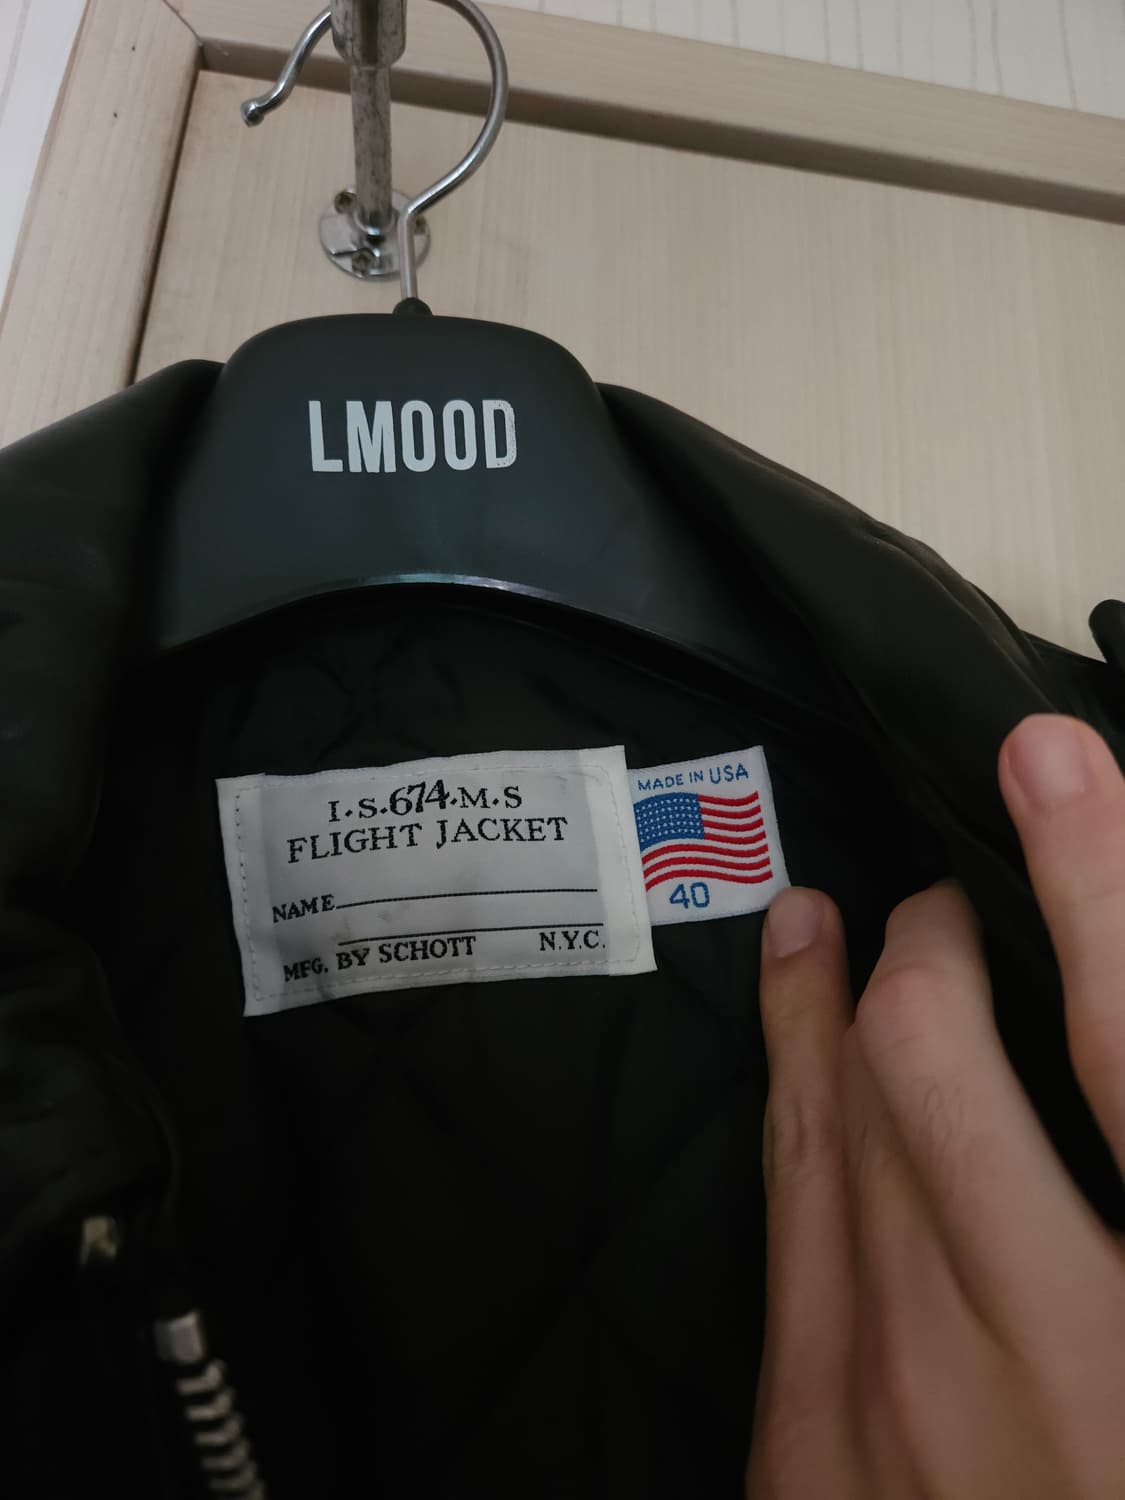 LMOOD
I.S.674.M.S
FLIGHT JACKET
NAME
MFG. BY SCHOTT N.Y.C.
MADE IN USA
40